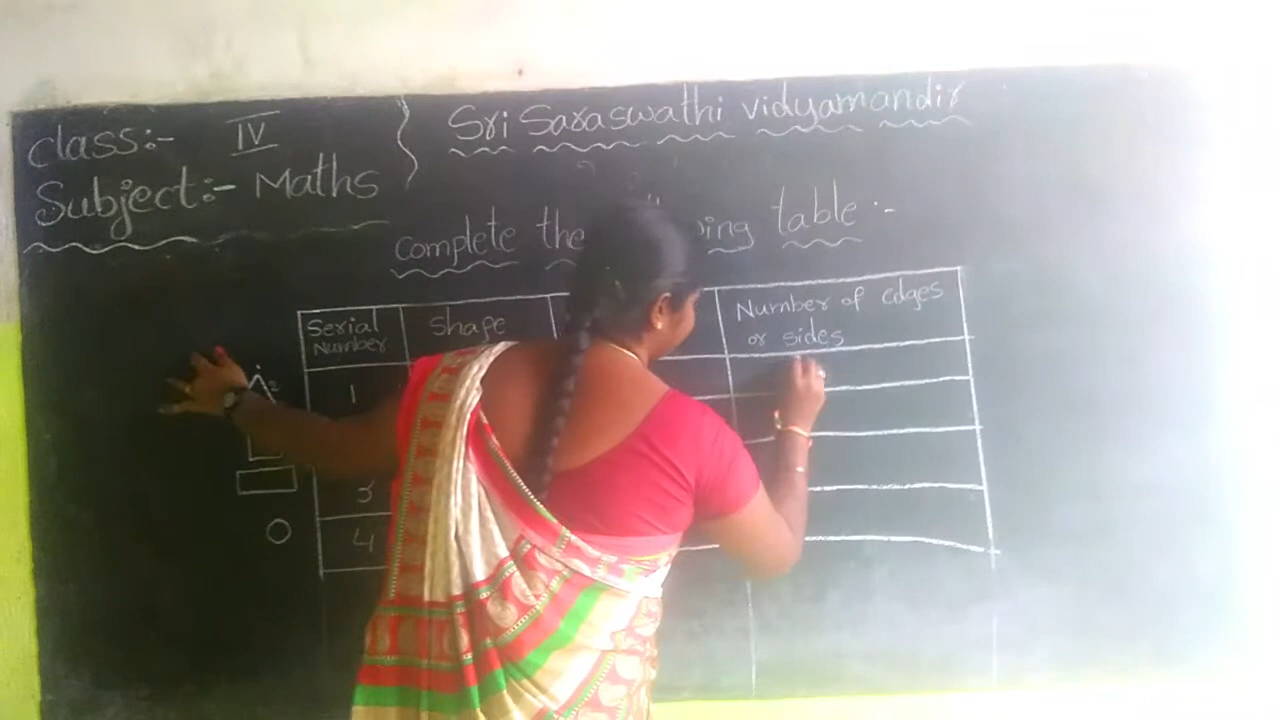 Class:- IV
Sri Saraswathi vidyamandir
Subject:- Maths
complete the table :-
Serial Number
Shape
Number of edges
or sides
1
3
4